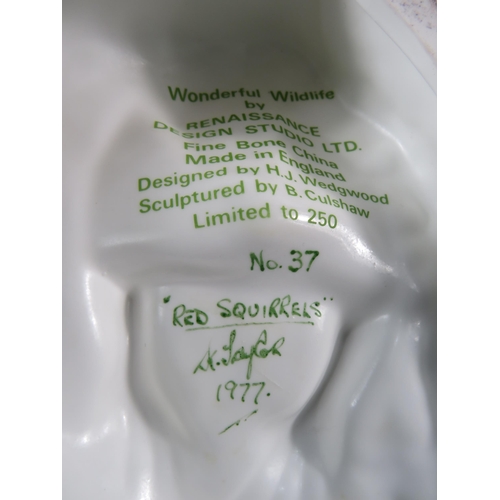 Wonderful Wildlife
by
RENAISSANCE
DESIGN STUDIO LTD.
Fine Bone China
Made in England
Designed by H.J. Wedgwood
Sculptured by B. Culshaw
Limited to 250
No. 37
"RED SQUIRRELS"
K. Taylor
1977.